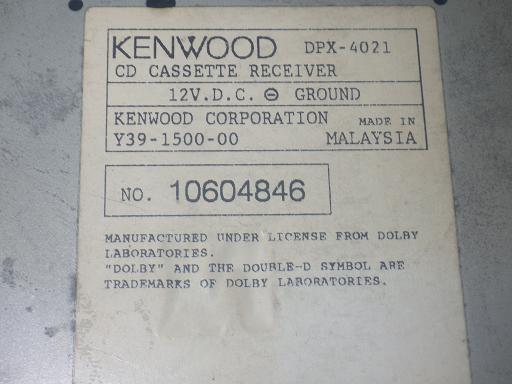 KENWOOD DPX-4021
CD CASSETTE RECEIVER
12V.D.C. ⊖ GROUND
KENWOOD CORPORATION MADE IN
Y39-1500-00 MALAYSIA
NO. 10604846
MANUFACTURED UNDER LICENSE FROM DOLBY
LABORATORIES.
"DOLBY" AND THE DOUBLE-D SYMBOL ARE
TRADEMARKS OF DOLBY LABORATORIES.